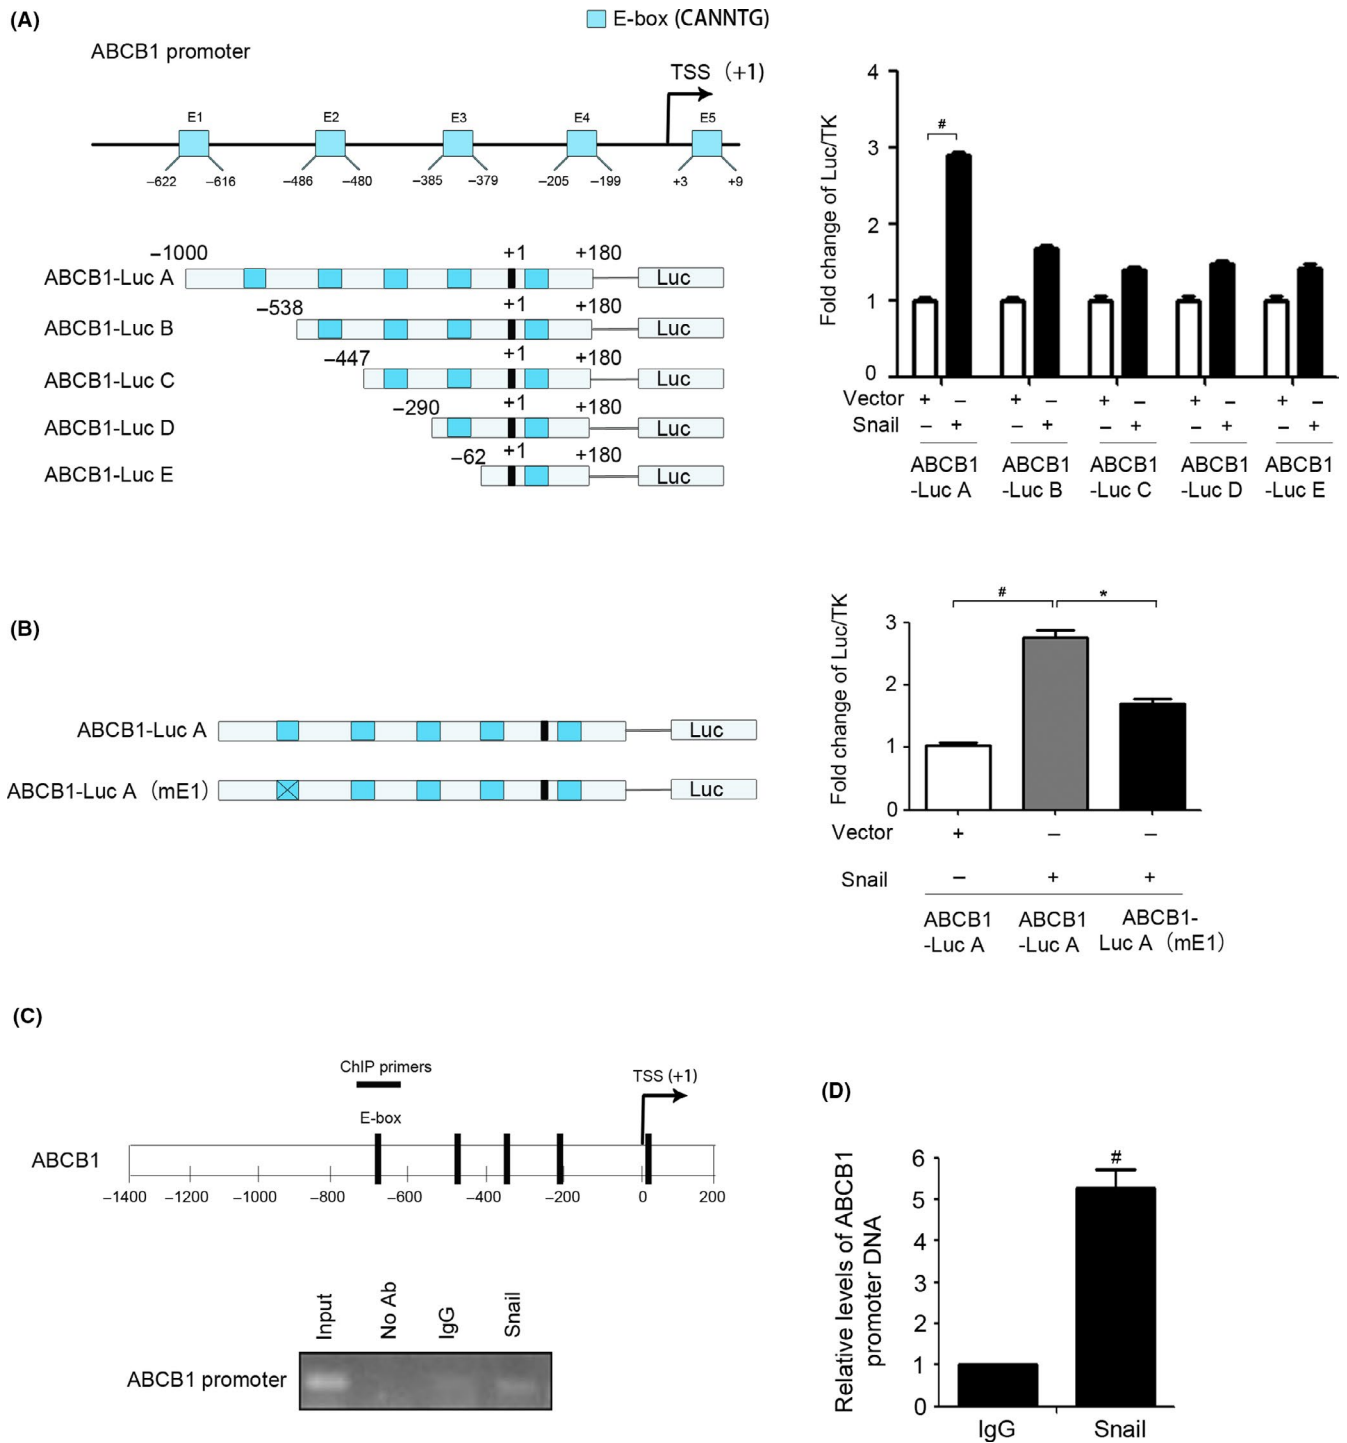 (A)
E-box (CANNTG)
ABCB1 promoter
TSS (+1)
E1 E2 E3 E4 E5
−622 −616 −486 −480 −385 −379 −205 −199 +3 +9
−1000 +1 +180
ABCB1-Luc A Luc
−538 +1 +180
ABCB1-Luc B Luc
−447 +1 +180
ABCB1-Luc C Luc
−290 +1 +180
ABCB1-Luc D Luc
−62 +1 +180
ABCB1-Luc E Luc
Fold change of Luc/TK
4
3
2
1
0
#
Vector + − + − + − + − + −
Snail − + − + − + − + − +
ABCB1 ABCB1 ABCB1 ABCB1 ABCB1
-Luc A -Luc B -Luc C -Luc D -Luc E
(B)
ABCB1-Luc A Luc
ABCB1-Luc A (mE1) Luc
Fold change of Luc/TK
3
2
1
0
# *
Vector + − −
Snail − + +
ABCB1 ABCB1 ABCB1-
-Luc A -Luc A Luc A (mE1)
(C)
ChIP primers
TSS (+1)
E-box
ABCB1
−1400 −1200 −1000 −800 −600 −400 −200 0 200
Input No Ab IgG Snail
ABCB1 promoter
(D)
Relative levels of ABCB1
promoter DNA
6
5
4
3
2
1
0
#
IgG Snail